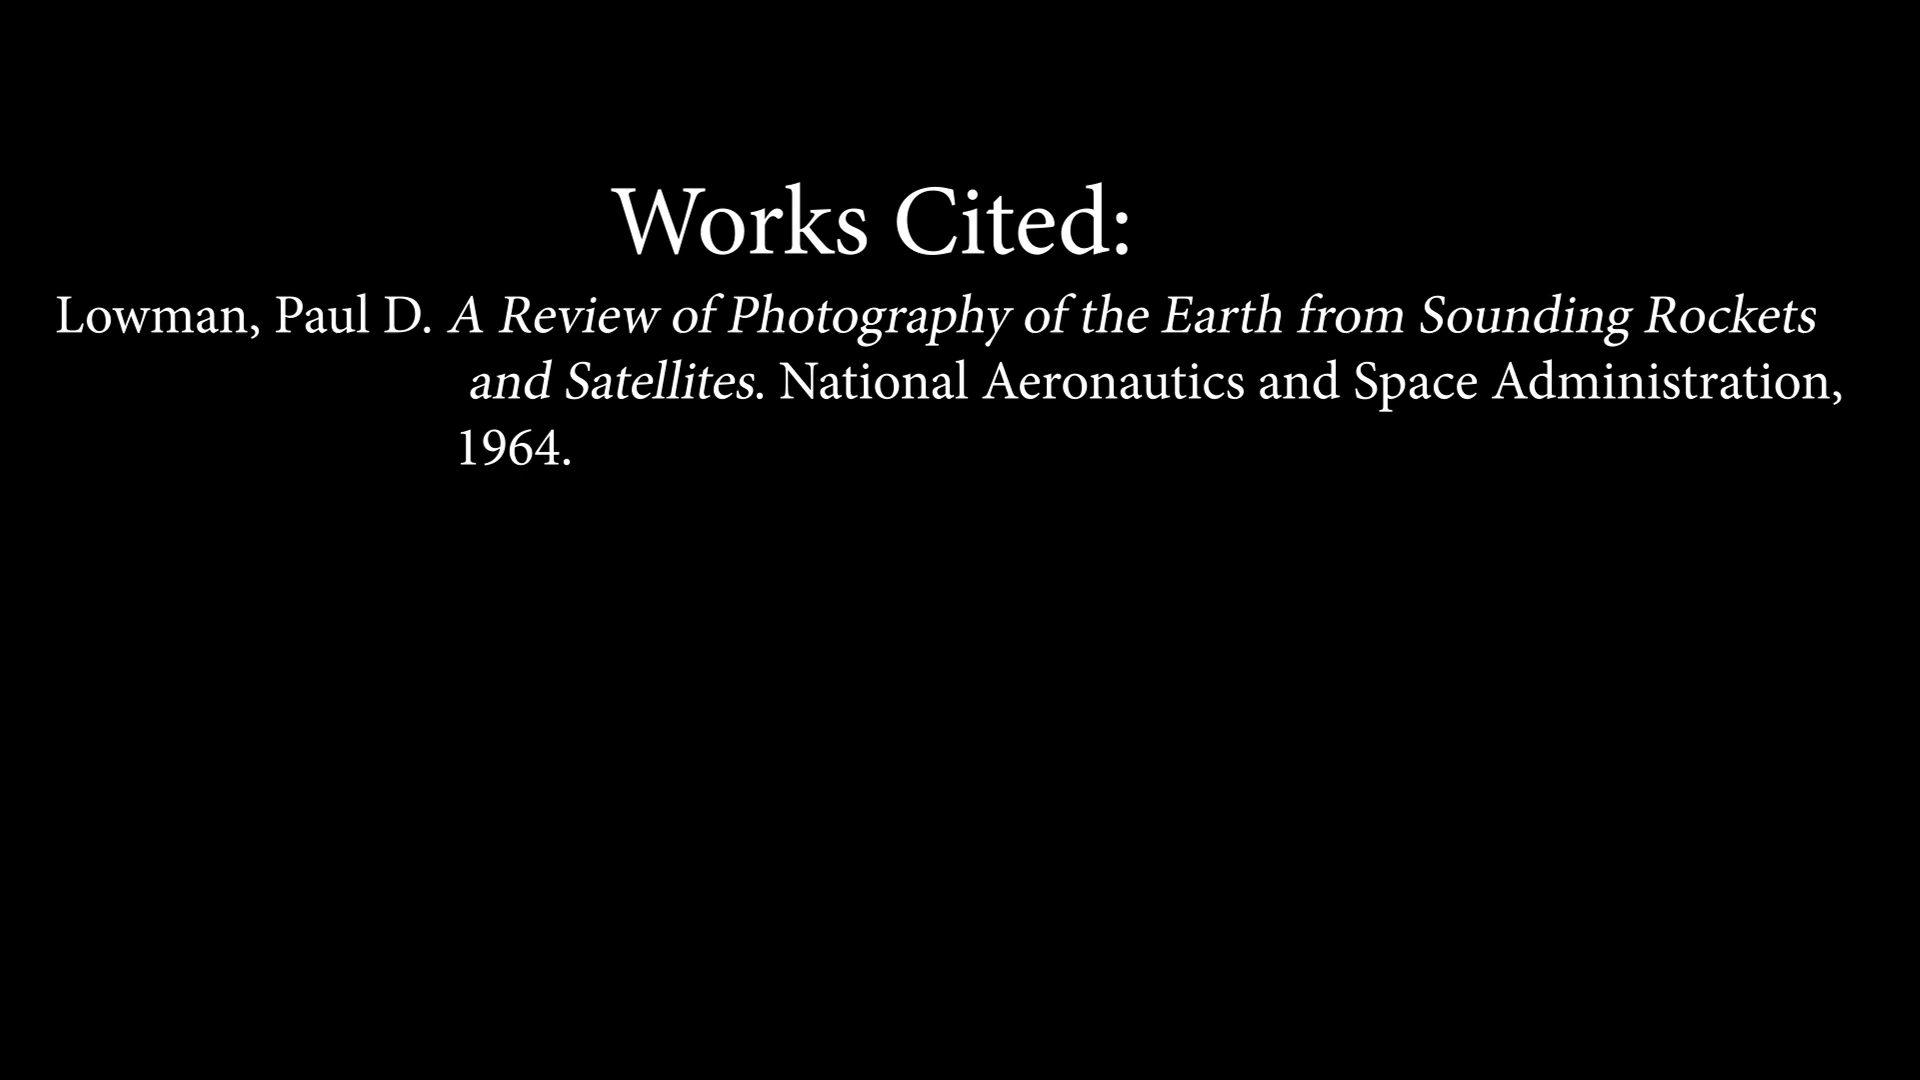 Works Cited:
Lowman, Paul D. A Review of Photography of the Earth from Sounding Rockets
and Satellites. National Aeronautics and Space Administration,
1964.